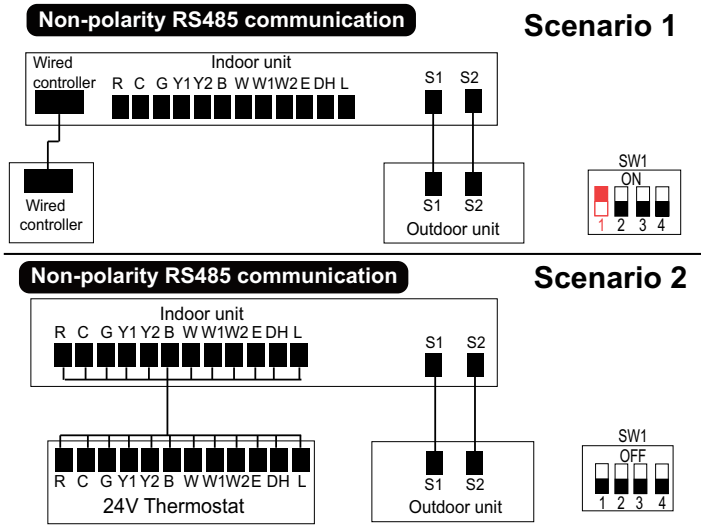 Non-polarity RS485 communication
Scenario 1
Wired
controller
Indoor unit
R C G Y1 Y2 B W W1 W2 E DH L
S1 S2
Wired
controller
S1 S2
Outdoor unit
SW1
ON
1 2 3 4
Non-polarity RS485 communication
Scenario 2
Indoor unit
R C G Y1 Y2 B W W1 W2 E DH L
S1 S2
R C G Y1 Y2 B W W1 W2 E DH L
24V Thermostat
S1 S2
Outdoor unit
SW1
OFF
1 2 3 4